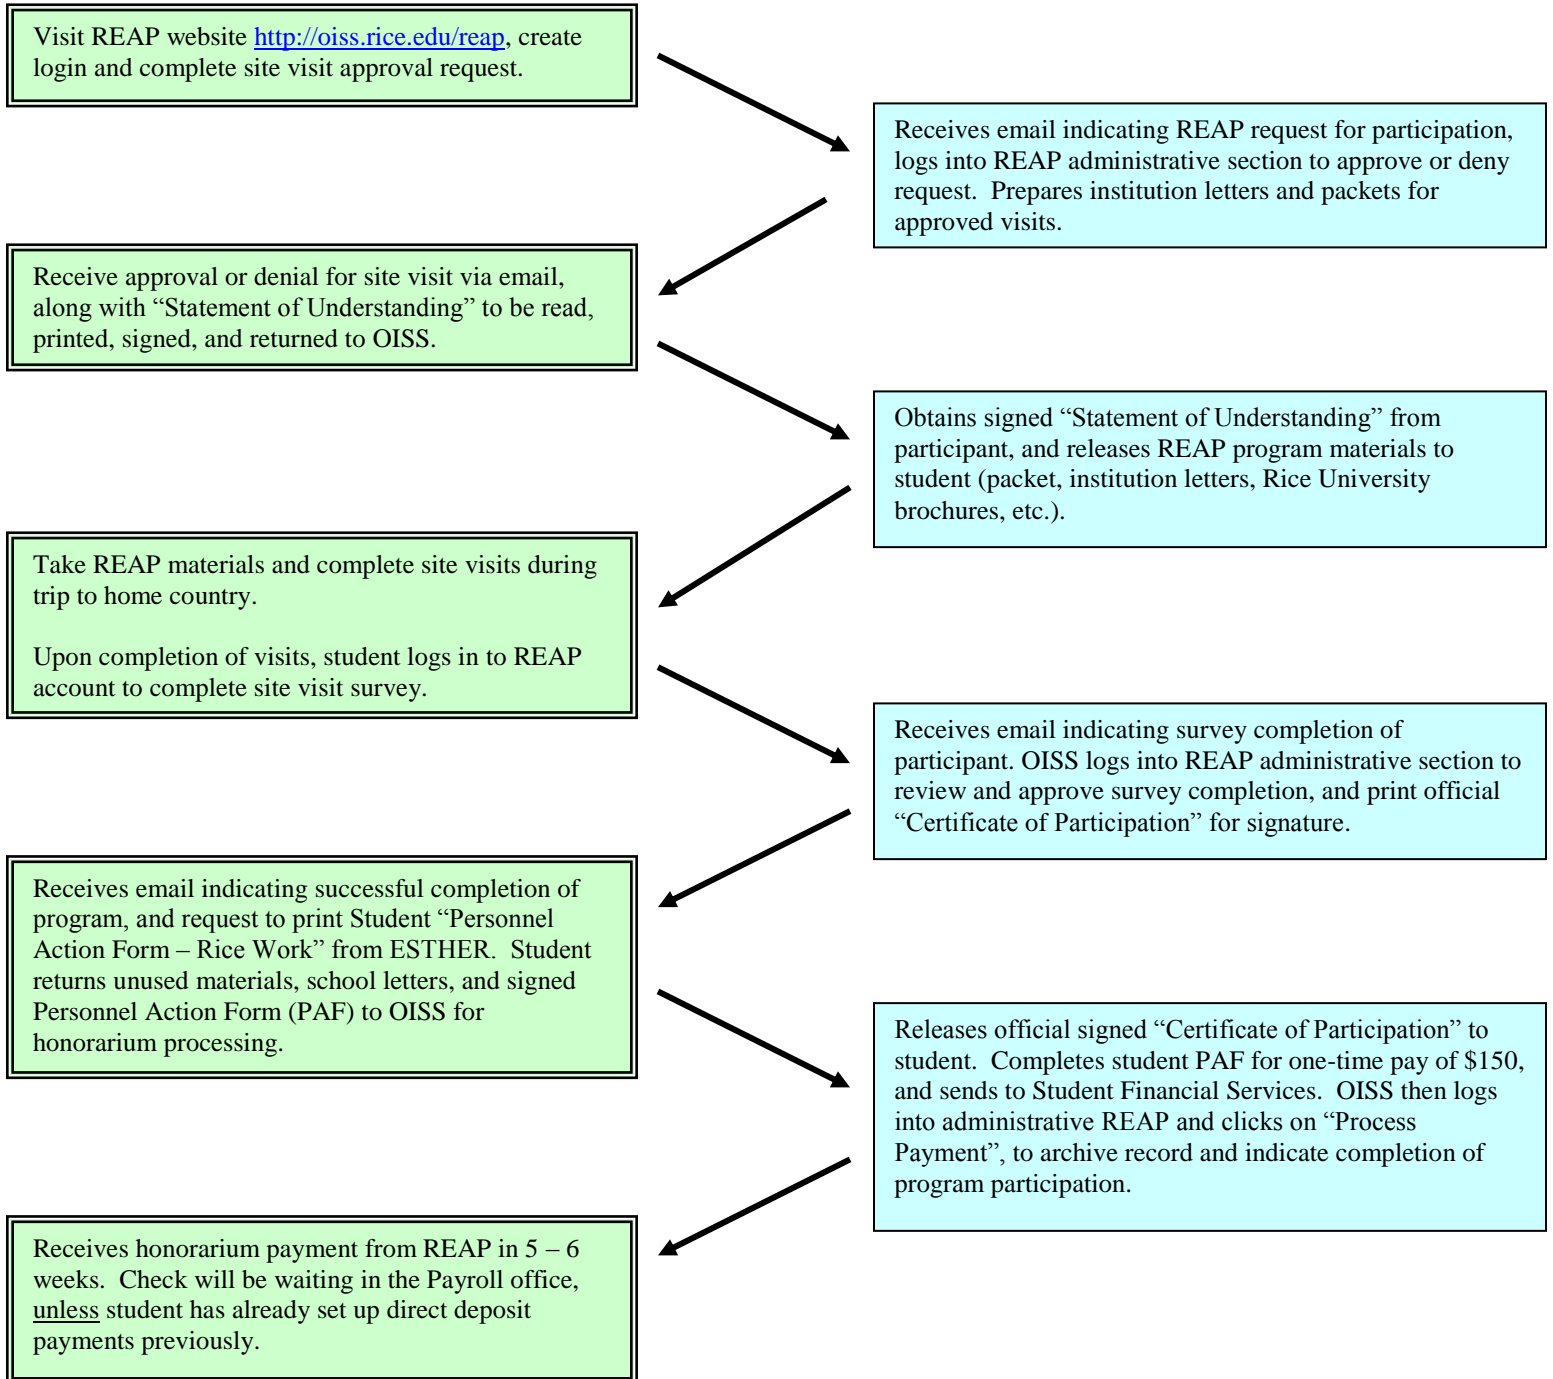 Visit REAP website http://oiss.rice.edu/reap, create
login and complete site visit approval request.
Receives email indicating REAP request for participation,
logs into REAP administrative section to approve or deny
request.  Prepares institution letters and packets for
approved visits.
Receive approval or denial for site visit via email,
along with “Statement of Understanding” to be read,
printed, signed, and returned to OISS.
Obtains signed “Statement of Understanding” from
participant, and releases REAP program materials to
student (packet, institution letters, Rice University
brochures, etc.).
Take REAP materials and complete site visits during
trip to home country.
Upon completion of visits, student logs in to REAP
account to complete site visit survey.
Receives email indicating survey completion of
participant. OISS logs into REAP administrative section to
review and approve survey completion, and print official
“Certificate of Participation” for signature.
Receives email indicating successful completion of
program, and request to print Student “Personnel
Action Form – Rice Work” from ESTHER.  Student
returns unused materials, school letters, and signed
Personnel Action Form (PAF) to OISS for
honorarium processing.
Releases official signed “Certificate of Participation” to
student.  Completes student PAF for one-time pay of $150,
and sends to Student Financial Services.  OISS then logs
into administrative REAP and clicks on “Process
Payment”, to archive record and indicate completion of
program participation.
Receives honorarium payment from REAP in 5 – 6
weeks.  Check will be waiting in the Payroll office,
unless student has already set up direct deposit
payments previously.